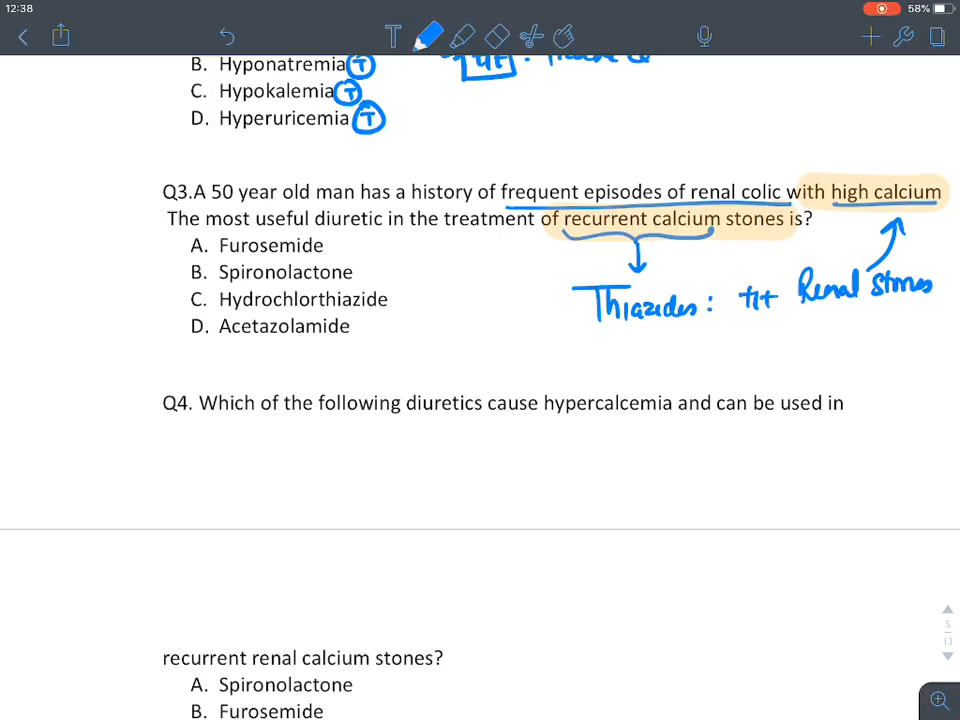 12:38
58%
T
B. Hyponatremia T
C. Hypokalemia T
D. Hyperuricemia T
Q3.A 50 year old man has a history of frequent episodes of renal colic with high calcium
The most useful diuretic in the treatment of recurrent calcium stones is?
A. Furosemide
B. Spironolactone
C. Hydrochlorthiazide
D. Acetazolamide
Thiazides: Renal Stones
Q4. Which of the following diuretics cause hypercalcemia and can be used in
5
13
recurrent renal calcium stones?
A. Spironolactone
B. Furosemide